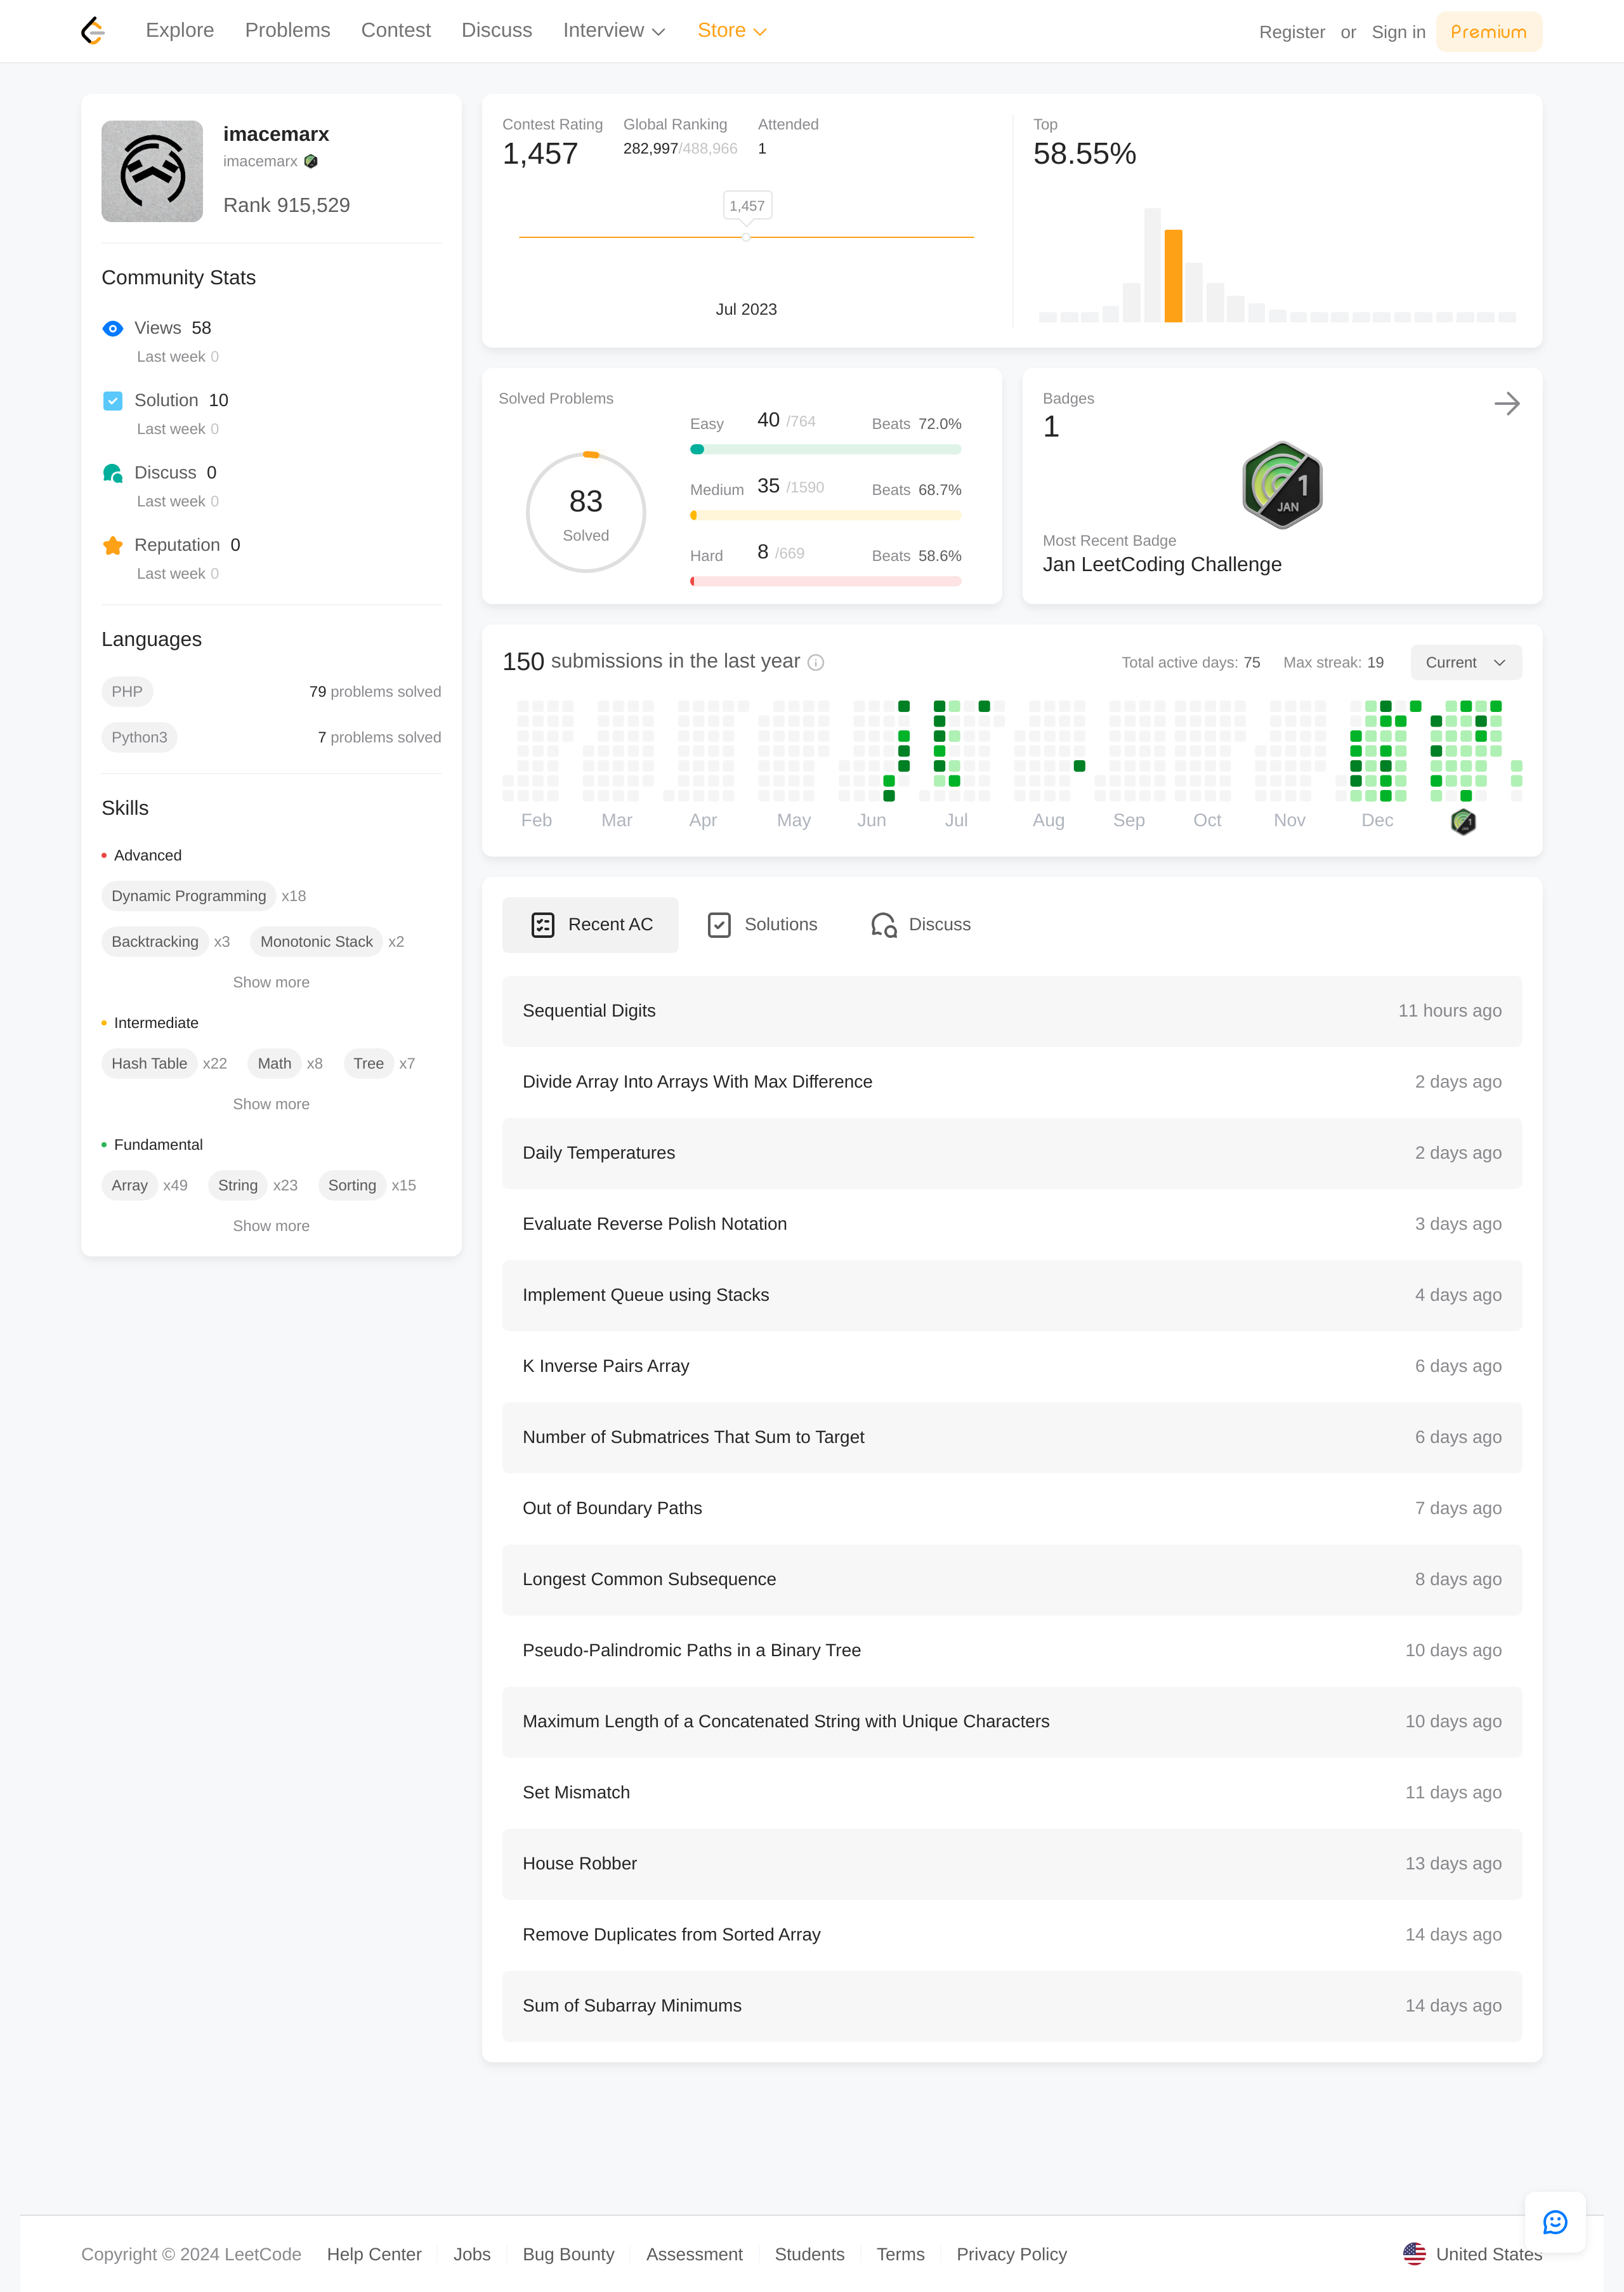 Explore Problems Contest Discuss Interview Store Register or Sign in Premium
imacemarx
imacemarx
Rank 915,529
Community Stats
Views 58
Last week 0
Solution 10
Last week 0
Discuss 0
Last week 0
Reputation 0
Last week 0
Languages
PHP 79 problems solved
Python3 7 problems solved
Skills
Advanced
Dynamic Programming x18
Backtracking x3 Monotonic Stack x2
Show more
Intermediate
Hash Table x22 Math x8 Tree x7
Show more
Fundamental
Array x49 String x23 Sorting x15
Show more
Contest Rating Global Ranking Attended
1,457 282,997/488,966 1
1,457
Jul 2023
Top
58.55%
Solved Problems
83
Solved
Easy 40 /764 Beats 72.0%
Medium 35 /1590 Beats 68.7%
Hard 8 /669 Beats 58.6%
Badges
1
1
JAN
Most Recent Badge
Jan LeetCoding Challenge
150 submissions in the last year Total active days: 75 Max streak: 19 Current
Feb Mar Apr May Jun Jul Aug Sep Oct Nov Dec
Recent AC Solutions Discuss
Sequential Digits 11 hours ago
Divide Array Into Arrays With Max Difference 2 days ago
Daily Temperatures 2 days ago
Evaluate Reverse Polish Notation 3 days ago
Implement Queue using Stacks 4 days ago
K Inverse Pairs Array 6 days ago
Number of Submatrices That Sum to Target 6 days ago
Out of Boundary Paths 7 days ago
Longest Common Subsequence 8 days ago
Pseudo-Palindromic Paths in a Binary Tree 10 days ago
Maximum Length of a Concatenated String with Unique Characters 10 days ago
Set Mismatch 11 days ago
House Robber 13 days ago
Remove Duplicates from Sorted Array 14 days ago
Sum of Subarray Minimums 14 days ago
Copyright © 2024 LeetCode Help Center Jobs Bug Bounty Assessment Students Terms Privacy Policy United States